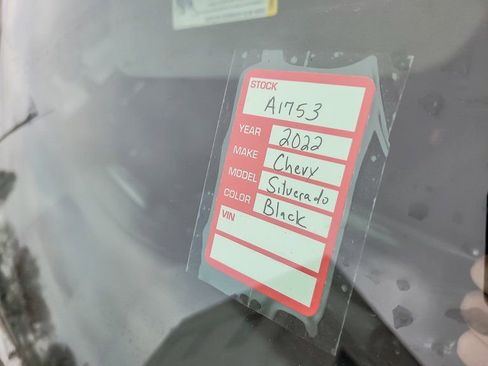 STOCK
A1753
YEAR 2022
MAKE Chevy
MODEL Silverado
COLOR Black
VIN